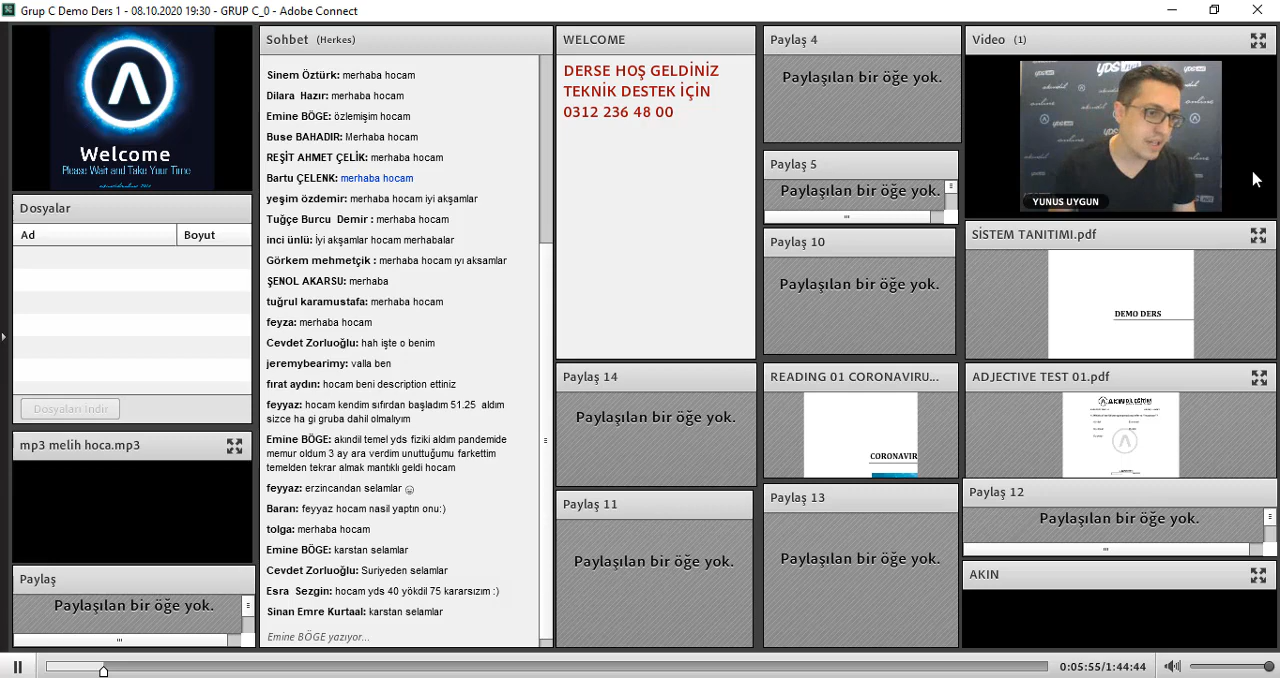 Grup C Demo Ders 1 - 08.10.2020 19:30 - GRUP C_0 - Adobe Connect
Welcome
Please Wait and Take Your Time
Dosyalar
Ad Boyut
Dosyaları İndir
mp3 melih hoca.mp3
Paylaş
Paylaşılan bir öğe yok.
Sohbet (Herkes)
Sinem Öztürk: merhaba hocam
Dilara Hazır: merhaba hocam
Emine BÖGE: özlemişim hocam
Buse BAHADIR: Merhaba hocam
REŞİT AHMET ÇELİK: merhaba hocam
Bartu ÇELENK: merhaba hocam
yeşim özdemir: merhaba hocam iyi akşamlar
Tuğçe Burcu Demir : merhaba hocam
inci ünlü: İyi akşamlar hocam merhabalar
Görkem mehmetçik : merhaba hocam ıyı aksamlar
ŞENOL AKARSU: merhaba
tuğrul karamustafa: merhaba hocam
feyza: merhaba hocam
Cevdet Zorluoğlu: hah işte o benim
jeremybearimy: valla ben
fırat aydın: hocam beni description ettiniz
feyyaz: hocam kendim sıfırdan başladım 51.25 aldım
sizce ha gi gruba dahil olmalıyım
Emine BÖGE: akındil temel yds fiziki aldım pandemide
memur oldum 3 ay ara verdim unuttuğumu farkettim
temelden tekrar almak mantıklı geldi hocam
feyyaz: erzincandan selamlar
Baran: feyyaz hocam nasil yaptın onu:)
tolga: merhaba hocam
Emine BÖGE: karstan selamlar
Cevdet Zorluoğlu: Suriyeden selamlar
Esra Sezgin: hocam yds 40 yökdil 75 kararsızım :)
Sinan Emre Kurtaal: karstan selamlar
Emine BÖGE yazıyor...
WELCOME
DERSE HOŞ GELDİNİZ
TEKNİK DESTEK İÇİN
0312 236 48 00
Paylaş 14
Paylaşılan bir öğe yok.
Paylaş 11
Paylaşılan bir öğe yok.
Paylaş 4
Paylaşılan bir öğe yok.
Paylaş 5
Paylaşılan bir öğe yok.
Paylaş 10
Paylaşılan bir öğe yok.
READING 01 CORONAVIRU...
CORONAVIR
Paylaş 13
Paylaşılan bir öğe yok.
Video (1)
YUNUS UYGUN
SİSTEM TANITIMI.pdf
DEMO DERS
ADJECTIVE TEST 01.pdf
Paylaş 12
Paylaşılan bir öğe yok.
AKIN
0:05:55/1:44:44